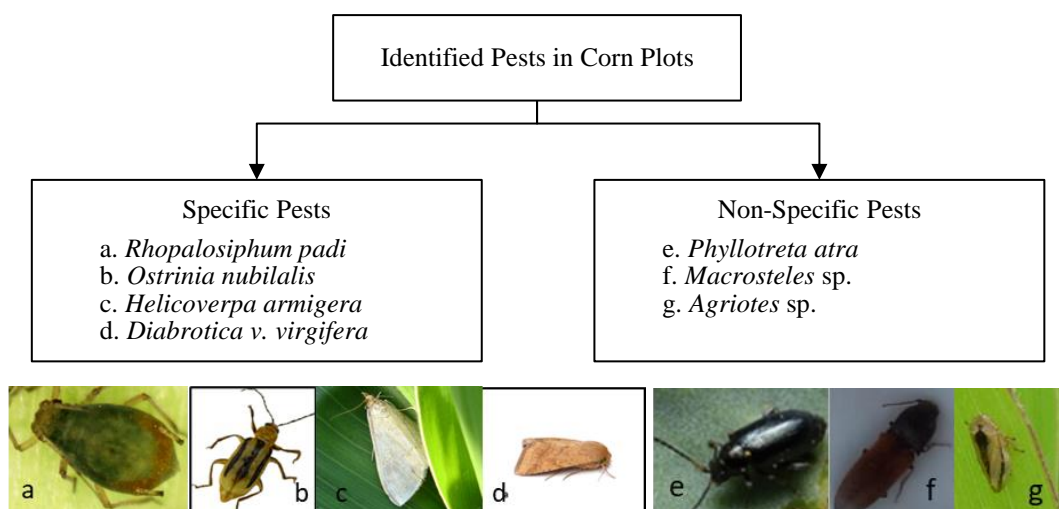 Identified Pests in Corn Plots
Specific Pests
a. Rhopalosiphum padi
b. Ostrinia nubilalis
c. Helicoverpa armigera
d. Diabrotica v. virgifera
Non-Specific Pests
e. Phyllotreta atra
f. Macrosteles sp.
g. Agriotes sp.
a
b
c
d
e
f
g